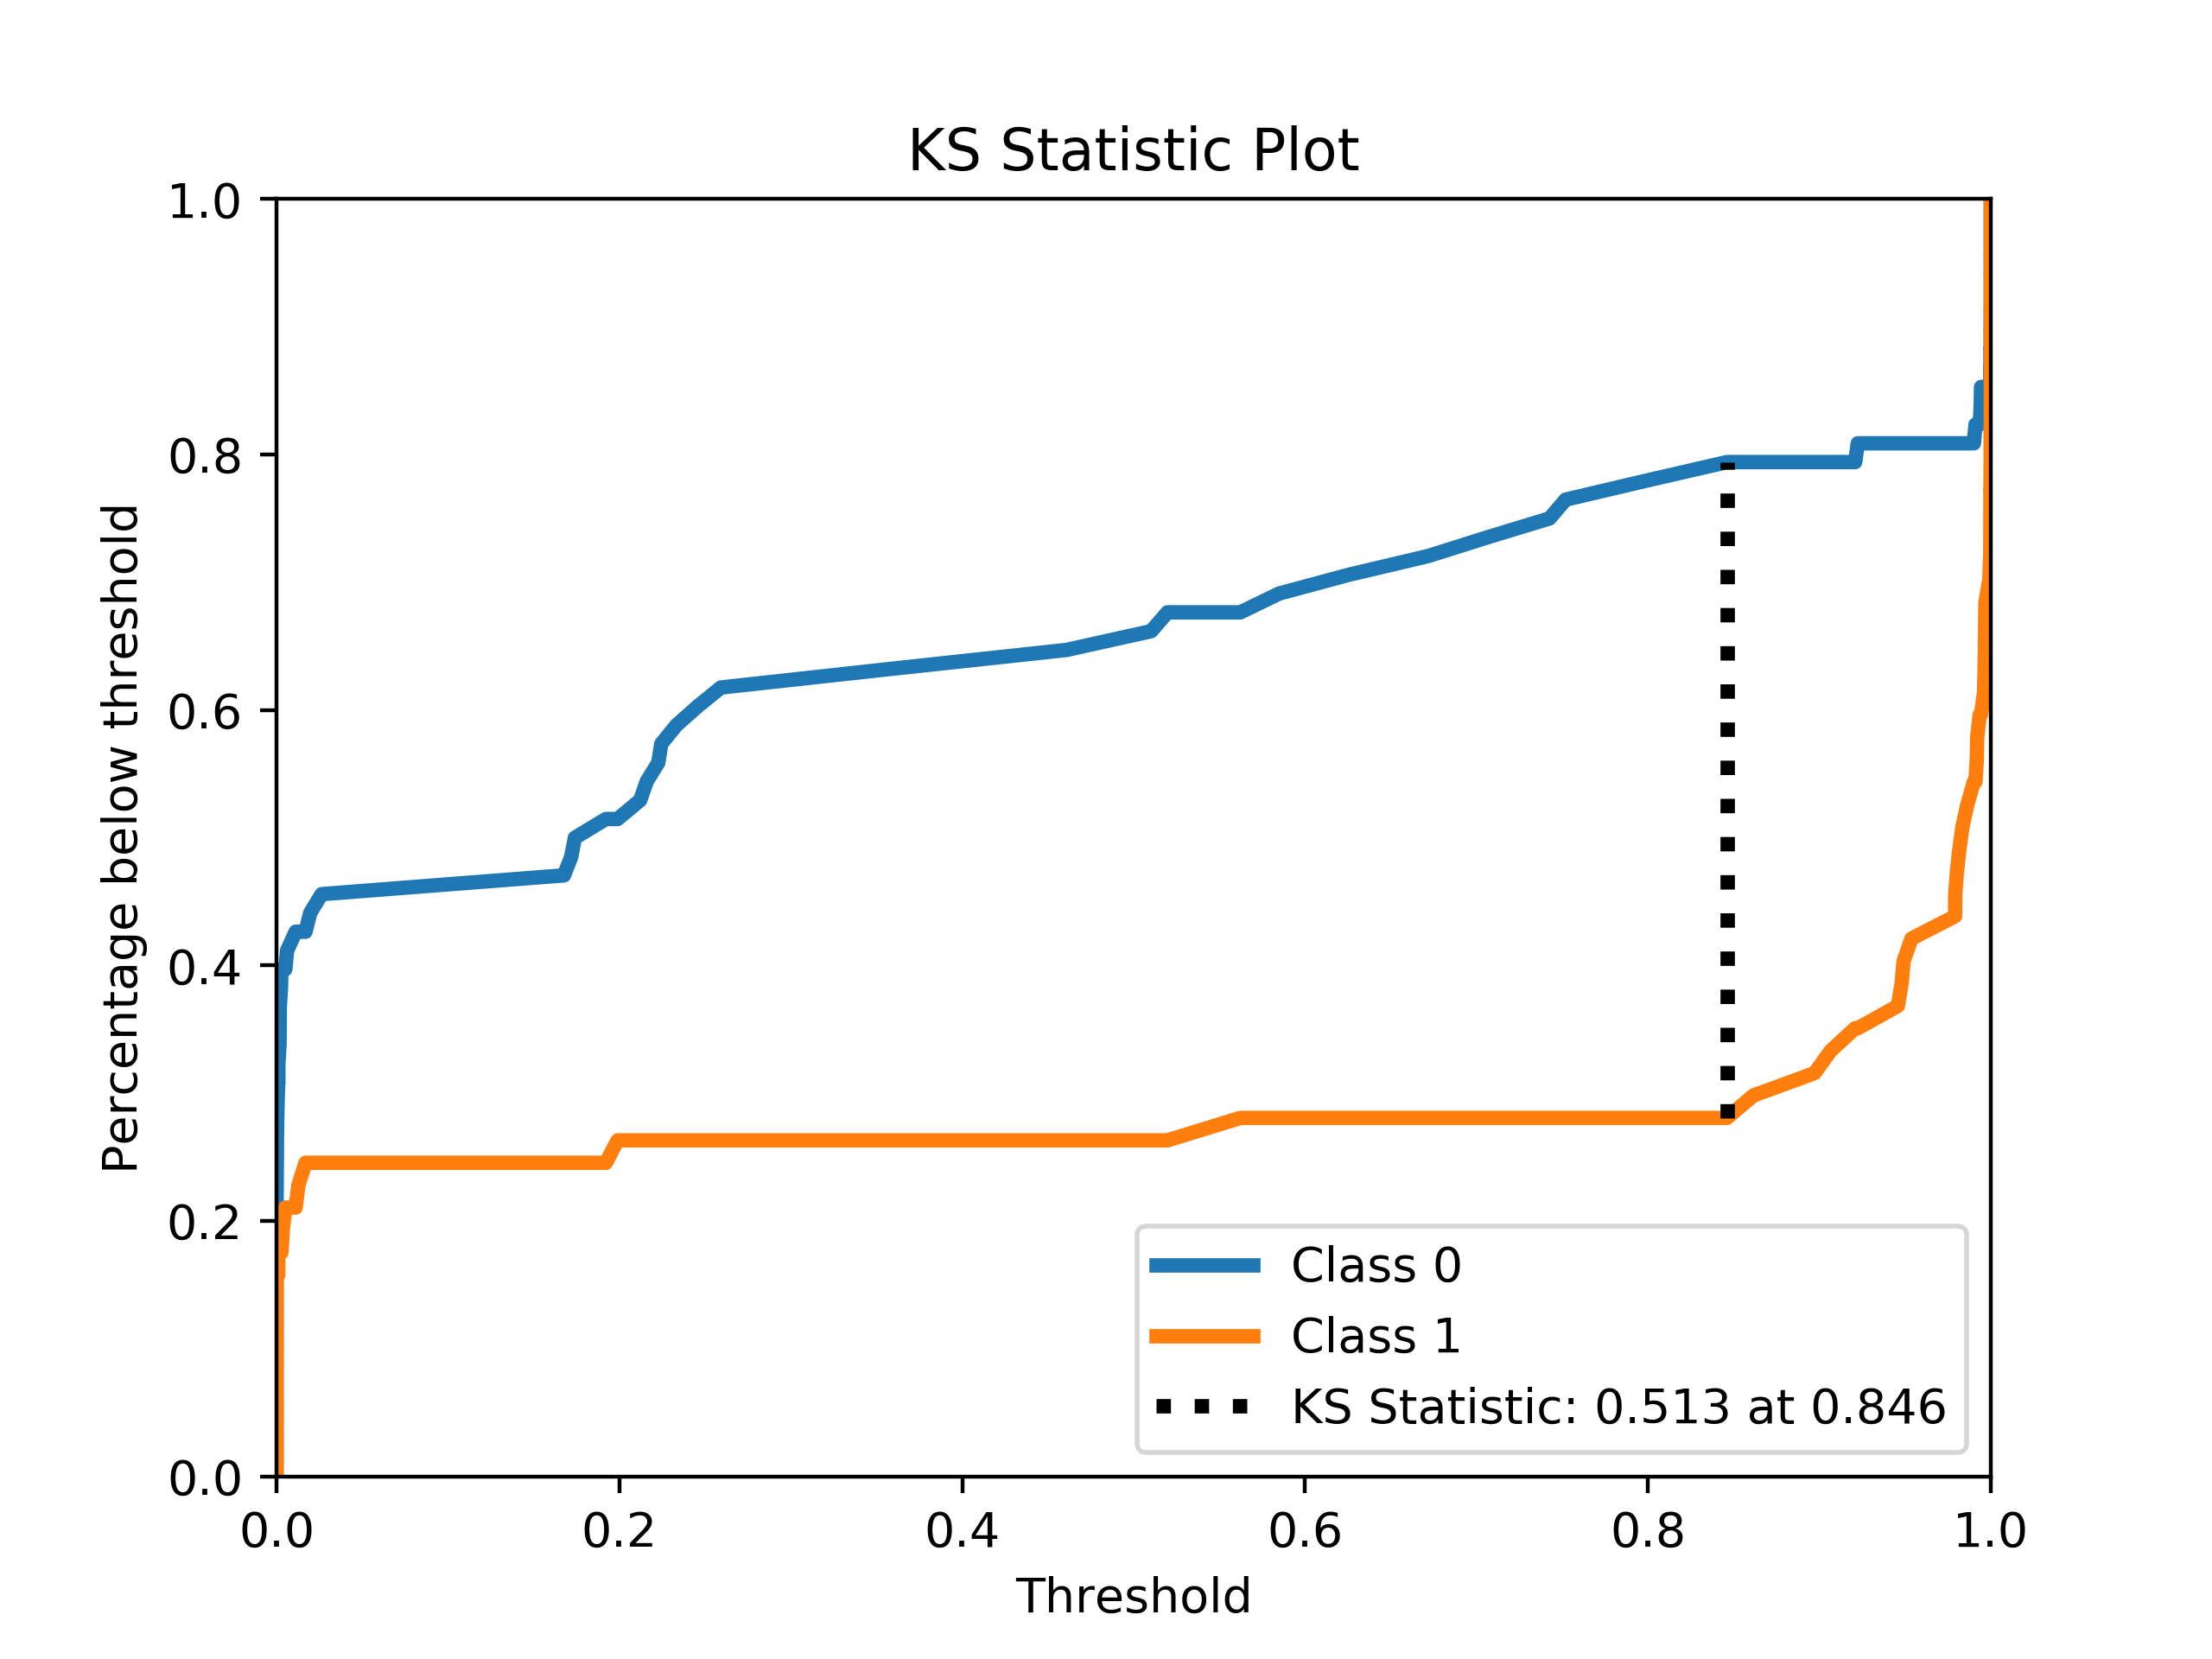 KS Statistic Plot
1.0
0.8
0.6
0.4
0.2
0.0
Percentage below threshold
Class 0
Class 1
KS Statistic: 0.513 at 0.846
0.0 0.2 0.4 0.6 0.8 1.0
Threshold